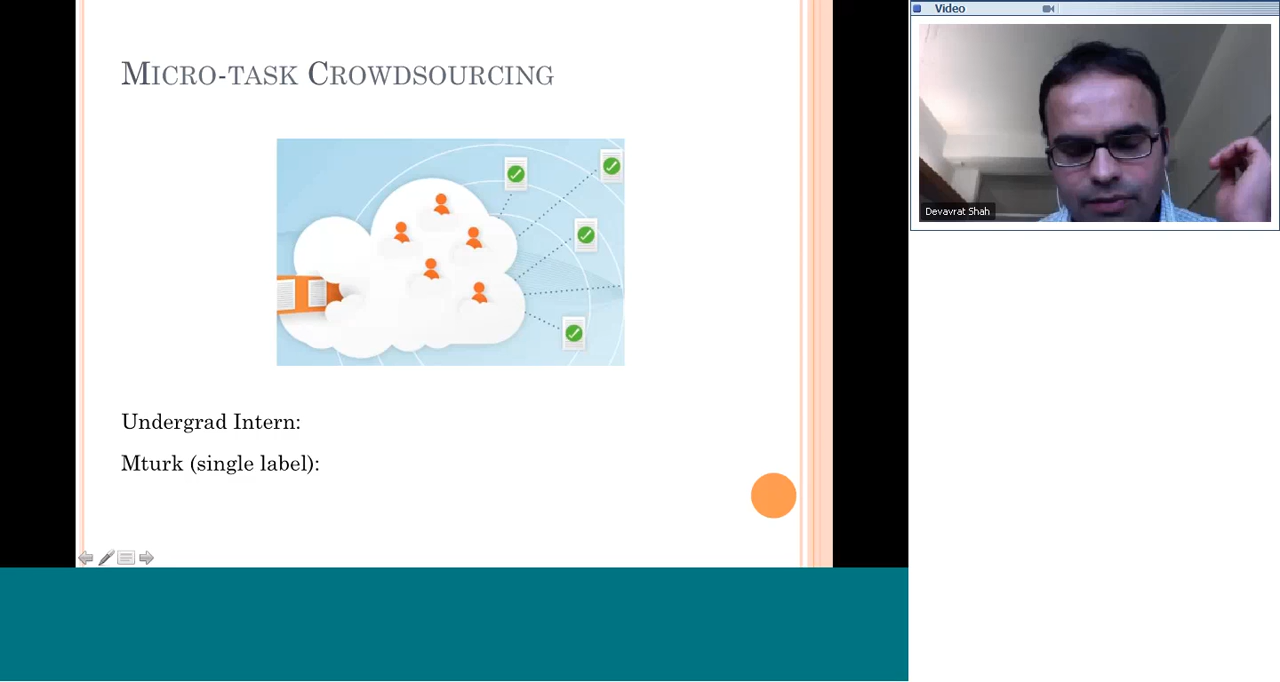 Video
MICRO-TASK CROWDSOURCING
Devavrat Shah
Undergrad Intern:
Mturk (single label):